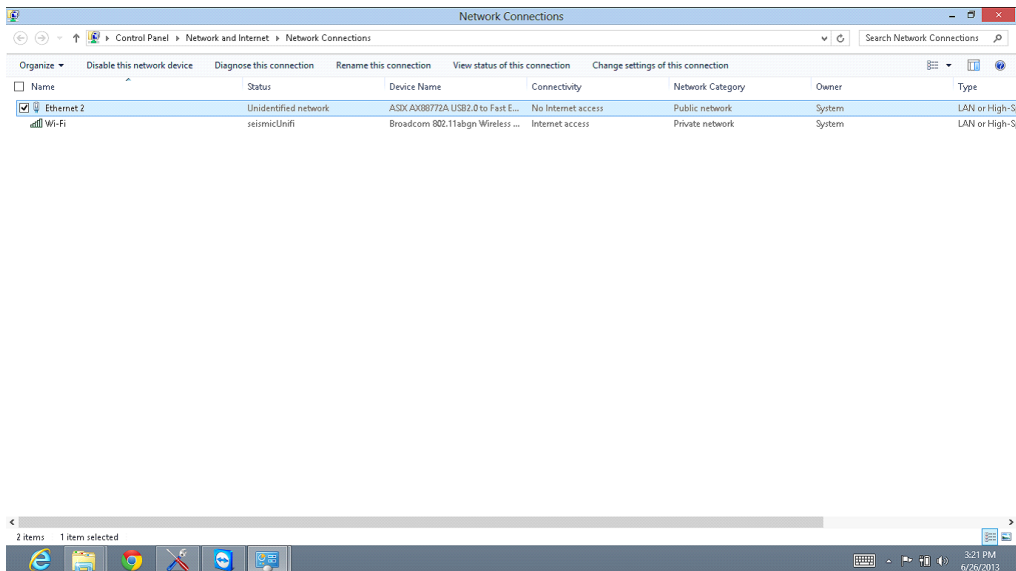 Network Connections
Control Panel Network and Internet Network Connections Search Network Connections
Organize Disable this network device Diagnose this connection Rename this connection View status of this connection Change settings of this connection
Name Status Device Name Connectivity Network Category Owner Type
Ethernet 2 Unidentified network ASIX AX88772A USB2.0 to Fast E... No Internet access Public network System LAN or High-S
Wi-Fi seismicUnifi Broadcom 802.11abgn Wireless ... Internet access Private network System LAN or High-S
2 items 1 item selected
3:21 PM
6/26/2013